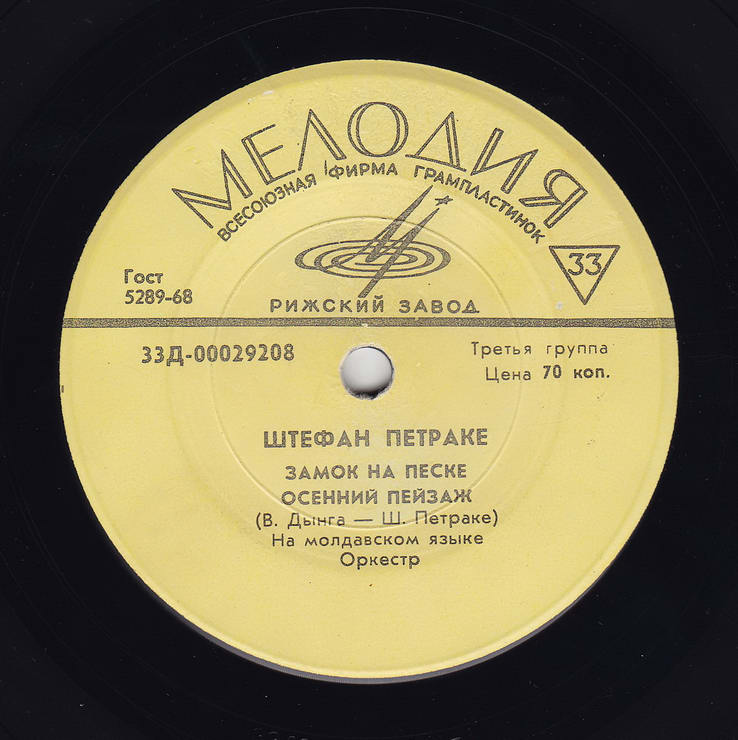 МЕЛОДИЯ
ВСЕСОЮЗНАЯ ФИРМА ГРАМПЛАСТИНОК
33
Гост
5289-68
РИЖСКИЙ ЗАВОД
33Д-00029208
Третья группа
Цена 70 коп.
ШТЕФАН ПЕТРАКЕ
ЗАМОК НА ПЕСКЕ
ОСЕННИЙ ПЕЙЗАЖ
(В. Дынга — Ш. Петраке)
На молдавском языке
Оркестр